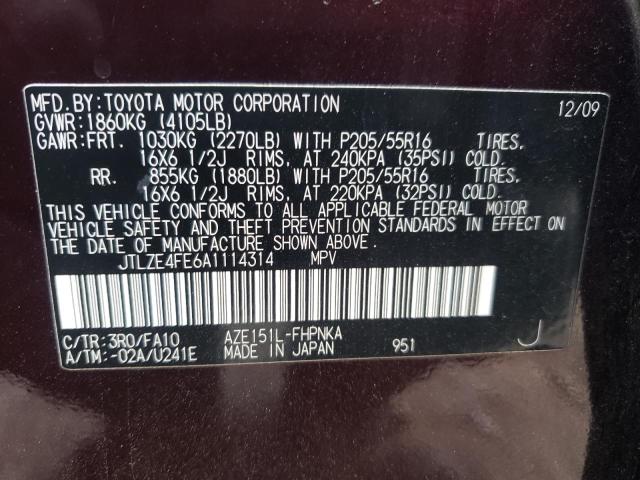 MFD.BY:TOYOTA MOTOR CORPORATION 12/09
GVWR:1860KG (4105LB)
GAWR:FRT. 1030KG (2270LB) WITH P205/55R16 TIRES,
16X6 1/2J RIMS, AT 240KPA (35PSI) COLD.
RR. 855KG (1880LB) WITH P205/55R16 TIRES,
16X6 1/2J RIMS, AT 220KPA (32PSI) COLD.
THIS VEHICLE CONFORMS TO ALL APPLICABLE FEDERAL MOTOR
VEHICLE SAFETY AND THEFT PREVENTION STANDARDS IN EFFECT ON
THE DATE OF MANUFACTURE SHOWN ABOVE.
JTLZE4FE6A1114314 MPV
C/TR:3R0/FA10 AZE151L-FHPNKA
A/TM:-02A/U241E MADE IN JAPAN 951 J